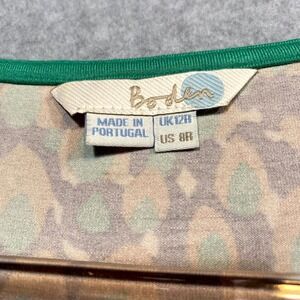 Boden
MADE IN
PORTUGAL
UK12R
US 8R